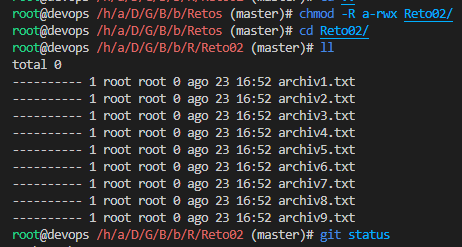 root@devops /h/a/D/G/B/b/Retos (master)# chmod -R a-rwx Reto02/
root@devops /h/a/D/G/B/b/Retos (master)# cd Reto02/
root@devops /h/a/D/G/B/b/R/Reto02 (master)# ll
total 0
---------- 1 root root 0 ago 23 16:52 archiv1.txt
---------- 1 root root 0 ago 23 16:52 archiv2.txt
---------- 1 root root 0 ago 23 16:52 archiv3.txt
---------- 1 root root 0 ago 23 16:52 archiv4.txt
---------- 1 root root 0 ago 23 16:52 archiv5.txt
---------- 1 root root 0 ago 23 16:52 archiv6.txt
---------- 1 root root 0 ago 23 16:52 archiv7.txt
---------- 1 root root 0 ago 23 16:52 archiv8.txt
---------- 1 root root 0 ago 23 16:52 archiv9.txt
root@devops /h/a/D/G/B/b/R/Reto02 (master)# git status